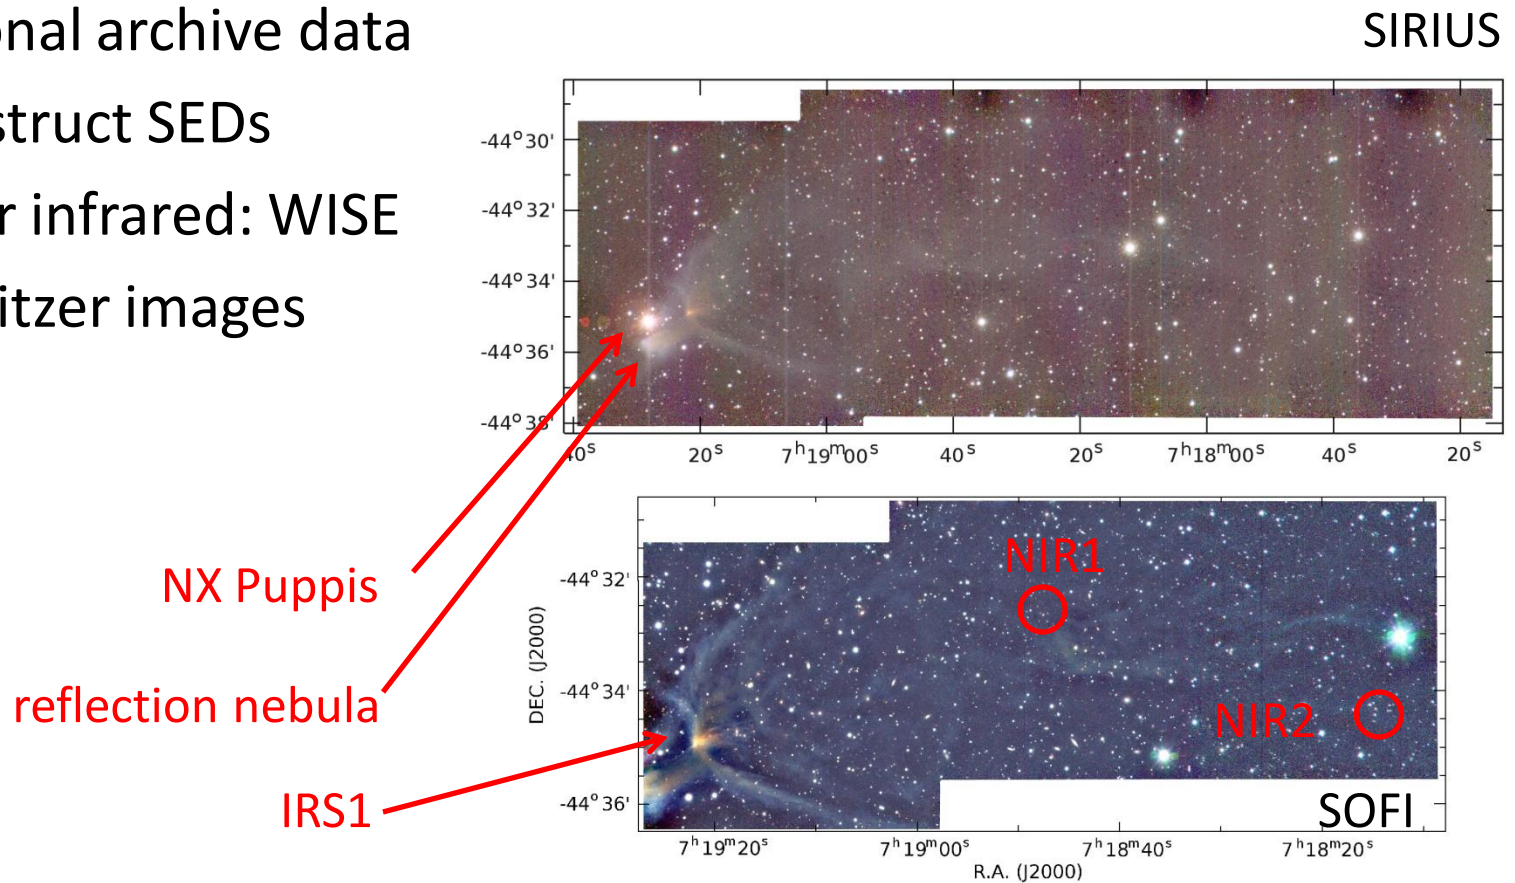 onal archive data
struct SEDs
r infrared: WISE
itzer images
SIRIUS
-44°30'
-44°32'
-44°34'
-44°36'
-44°38'
40s 20s 7h19m00s 40s 20s 7h18m00s 40s 20s
NX Puppis
reflection nebula
IRS1
NIR1
NIR2
SOFI
DEC. (J2000)
-44°32'
-44°34'
-44°36'
7h19m20s 7h19m00s 7h18m40s 7h18m20s
R.A. (J2000)